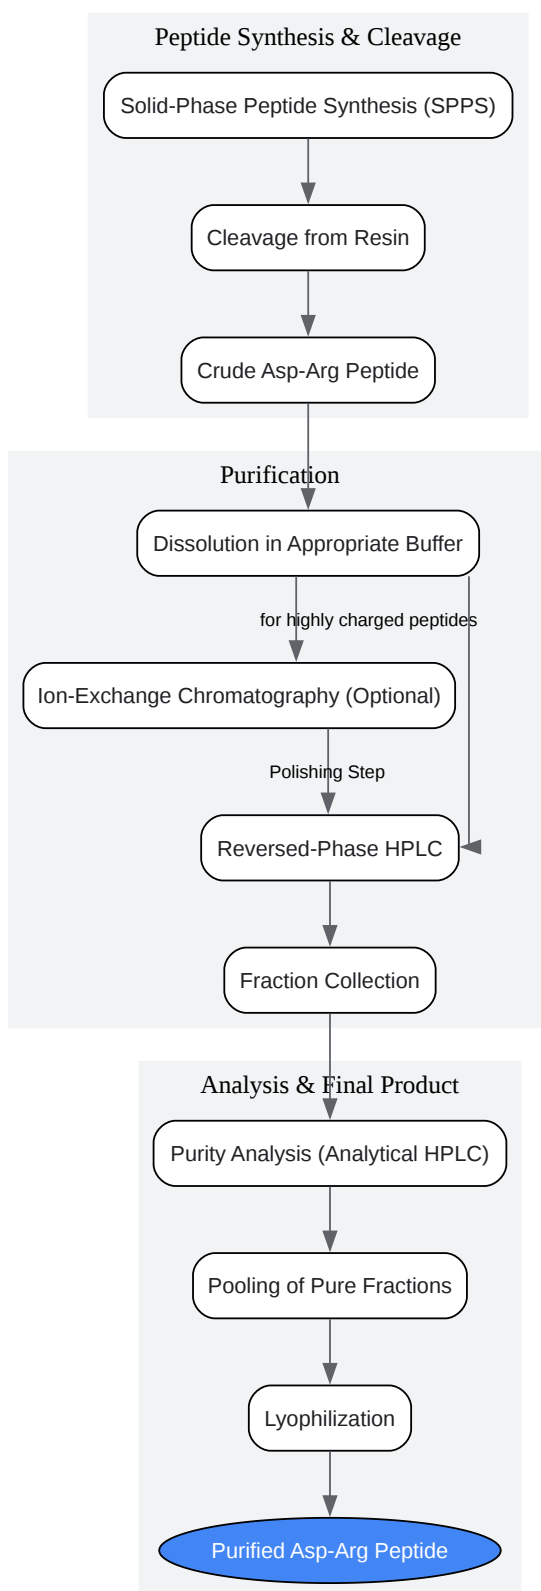 Peptide Synthesis & Cleavage
Solid-Phase Peptide Synthesis (SPPS)
Cleavage from Resin
Crude Asp-Arg Peptide
Purification
Dissolution in Appropriate Buffer
for highly charged peptides
Ion-Exchange Chromatography (Optional)
Polishing Step
Reversed-Phase HPLC
Fraction Collection
Analysis & Final Product
Purity Analysis (Analytical HPLC)
Pooling of Pure Fractions
Lyophilization
Purified Asp-Arg Peptide